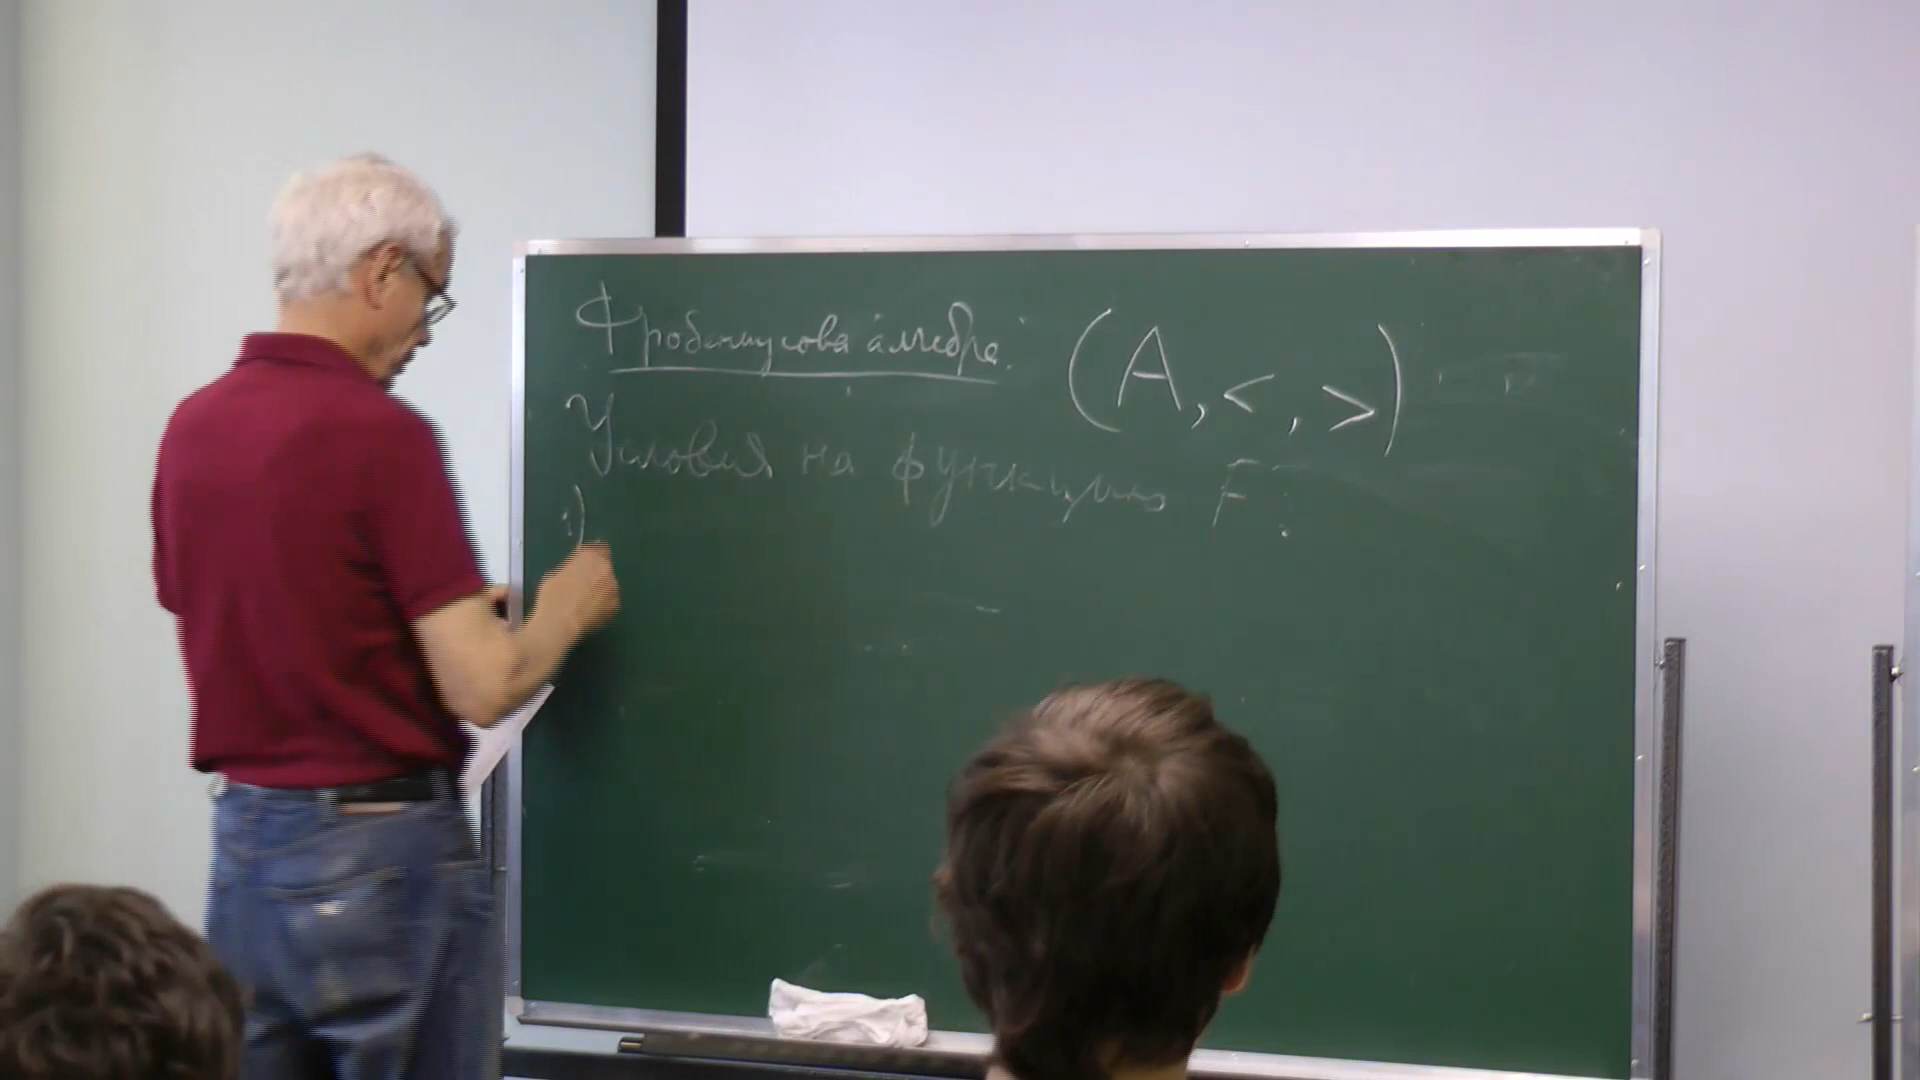 Фробениусова алгебра. (A, < , >)
Условия на функцию F:
1)